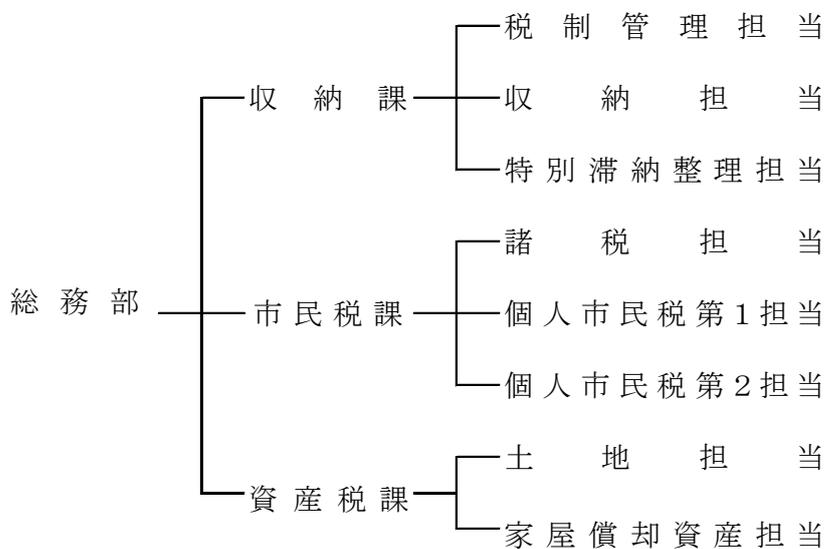 総務部
収納課
税制管理担当
収納担当
特別滞納整理担当
市民税課
諸税担当
個人市民税第1担当
個人市民税第2担当
資産税課
土地担当
家屋償却資産担当